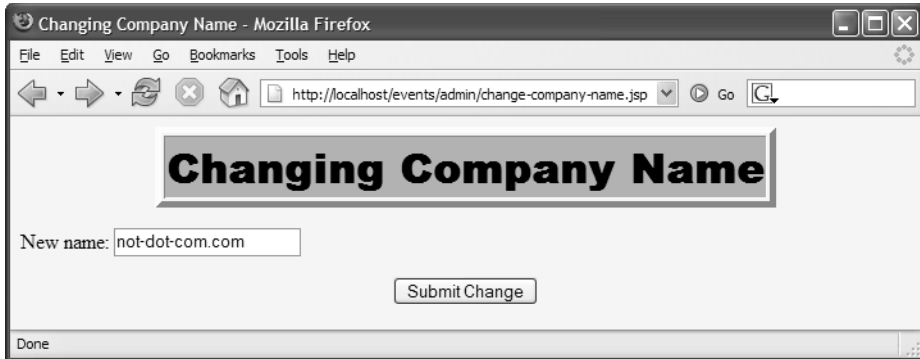 Changing Company Name - Mozilla Firefox
File Edit View Go Bookmarks Tools Help
http://localhost/events/admin/change-company-name.jsp Go G
Changing Company Name
New name: not-dot-com.com
Submit Change
Done